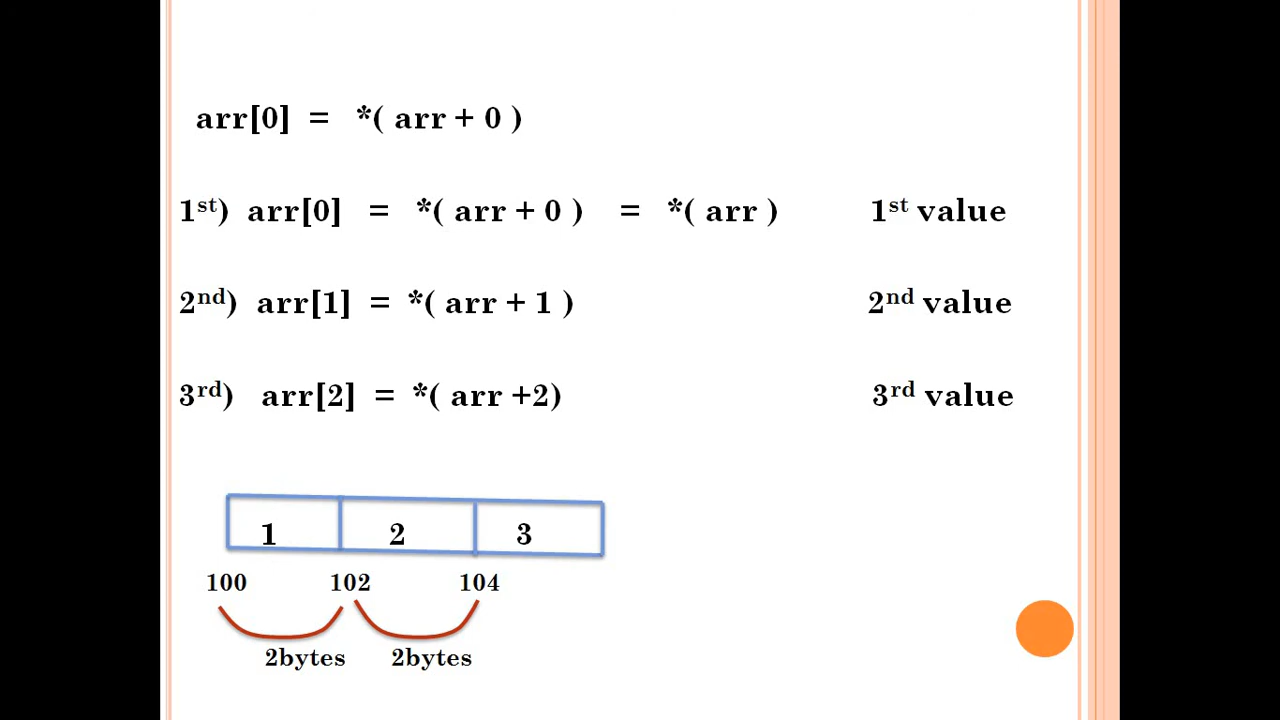 arr[0] = *( arr + 0 )
1st) arr[0] = *( arr + 0 ) = *( arr ) 1st value
2nd) arr[1] = *( arr + 1 ) 2nd value
3rd) arr[2] = *( arr +2) 3rd value
1 2 3
100 102 104
2bytes 2bytes